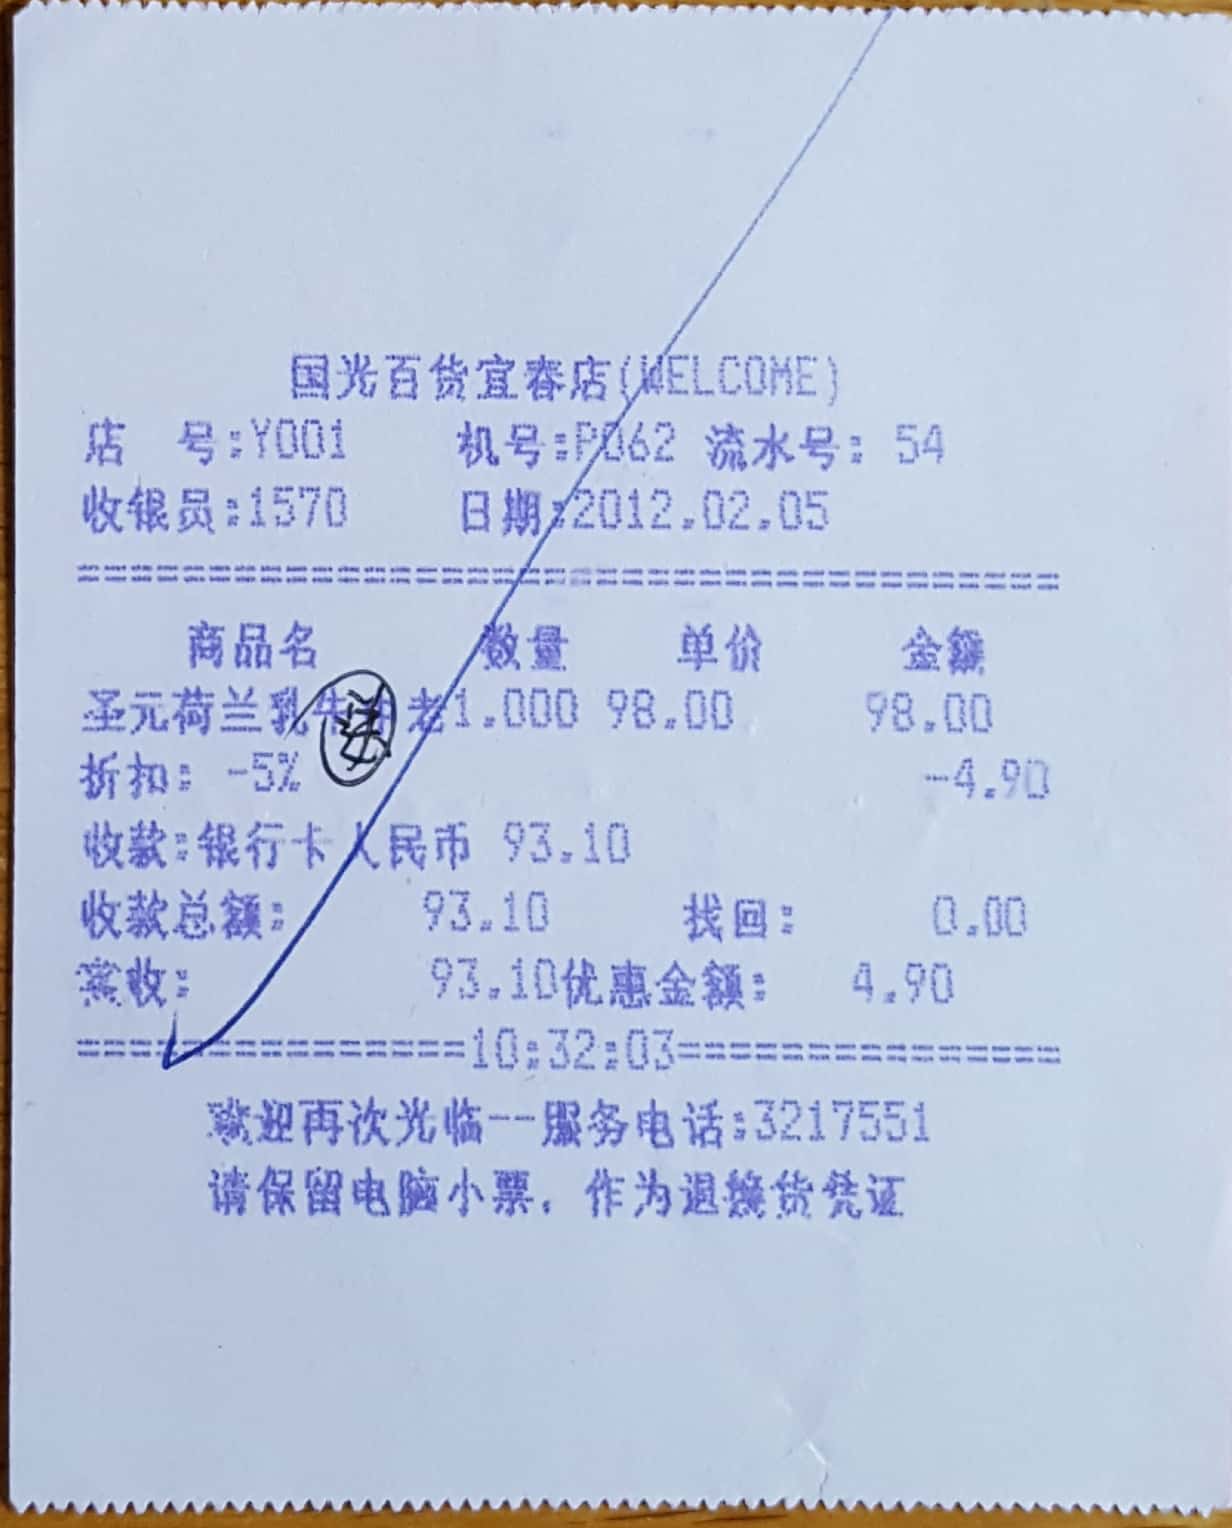 国光百货宜春店(WELCOME)
店 号:Y001 机号:P062 流水号: 54
收银员:1570 日期:2012.02.05
========================================
商品名 数量 单价 金额
圣元荷兰乳牛 老1.000 98.00 98.00
折扣: -5% -4.90
收款:银行卡人民币 93.10
收款总额: 93.10 找回: 0.00
实收: 93.10优惠金额: 4.90
================10:32:03================
欢迎再次光临--服务电话:3217551
请保留电脑小票, 作为退换货凭证